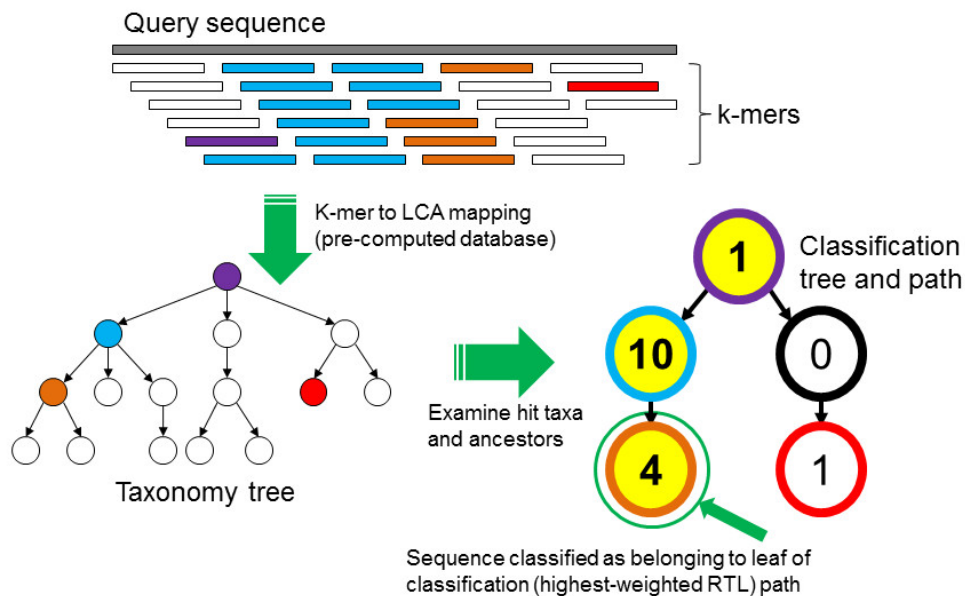 Query sequence
k-mers
K-mer to LCA mapping
(pre-computed database)
Taxonomy tree
Examine hit taxa
and ancestors
Classification
tree and path
1
10
0
4
1
Sequence classified as belonging to leaf of
classification (highest-weighted RTL) path